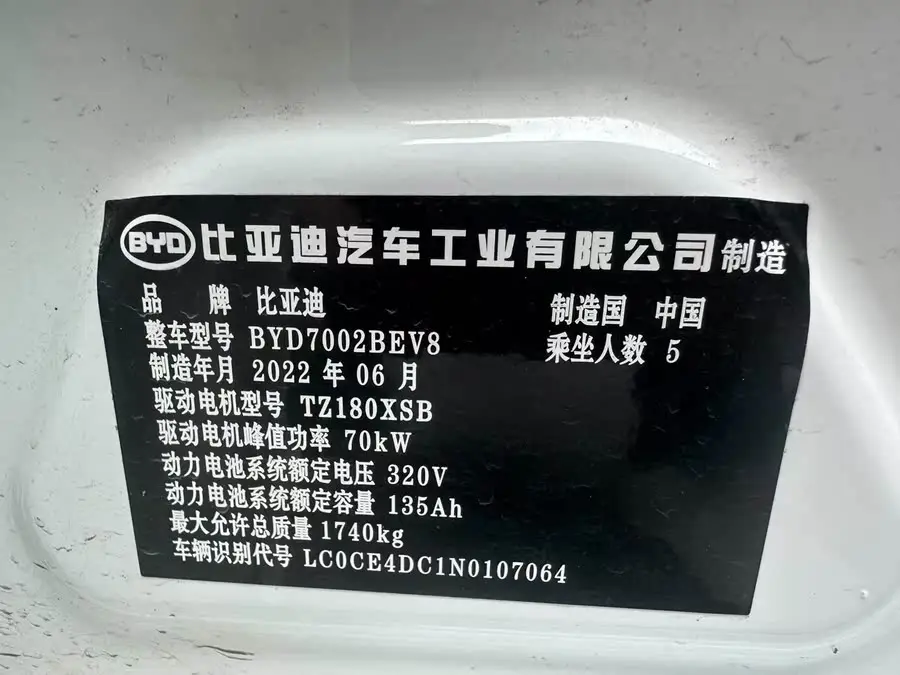 BYD 比亚迪汽车工业有限公司 制造
品 牌 比亚迪 制造国 中国
整车型号 BYD7002BEV8 乘坐人数 5
制造年月 2022 年 06 月
驱动电机型号 TZ180XSB
驱动电机峰值功率 70kW
动力电池系统额定电压 320V
动力电池系统额定容量 135Ah
最大允许总质量 1740kg
车辆识别代号 LC0CE4DC1N0107064